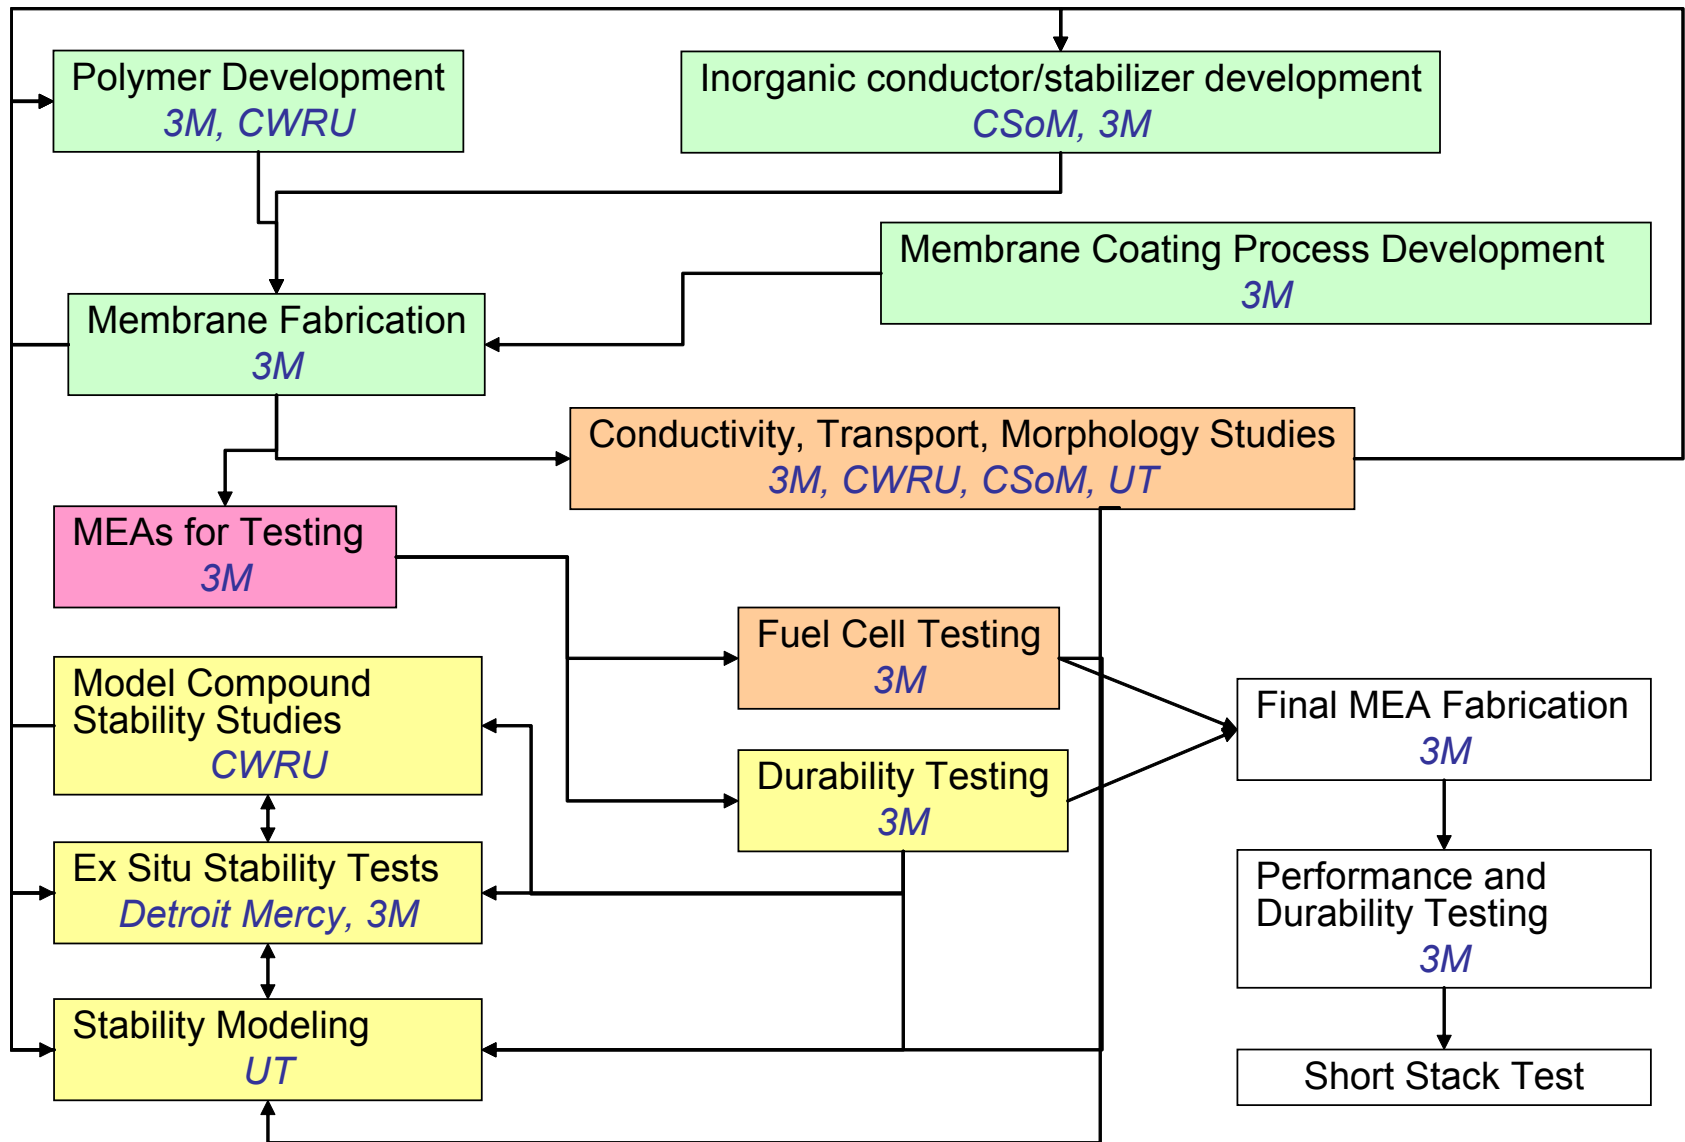 Polymer Development
3M, CWRU
Inorganic conductor/stabilizer development
CSoM, 3M
Membrane Coating Process Development
3M
Membrane Fabrication
3M
Conductivity, Transport, Morphology Studies
3M, CWRU, CSoM, UT
MEAs for Testing
3M
Fuel Cell Testing
3M
Model Compound
Stability Studies
CWRU
Final MEA Fabrication
3M
Durability Testing
3M
Ex Situ Stability Tests
Detroit Mercy, 3M
Performance and
Durability Testing
3M
Stability Modeling
UT
Short Stack Test